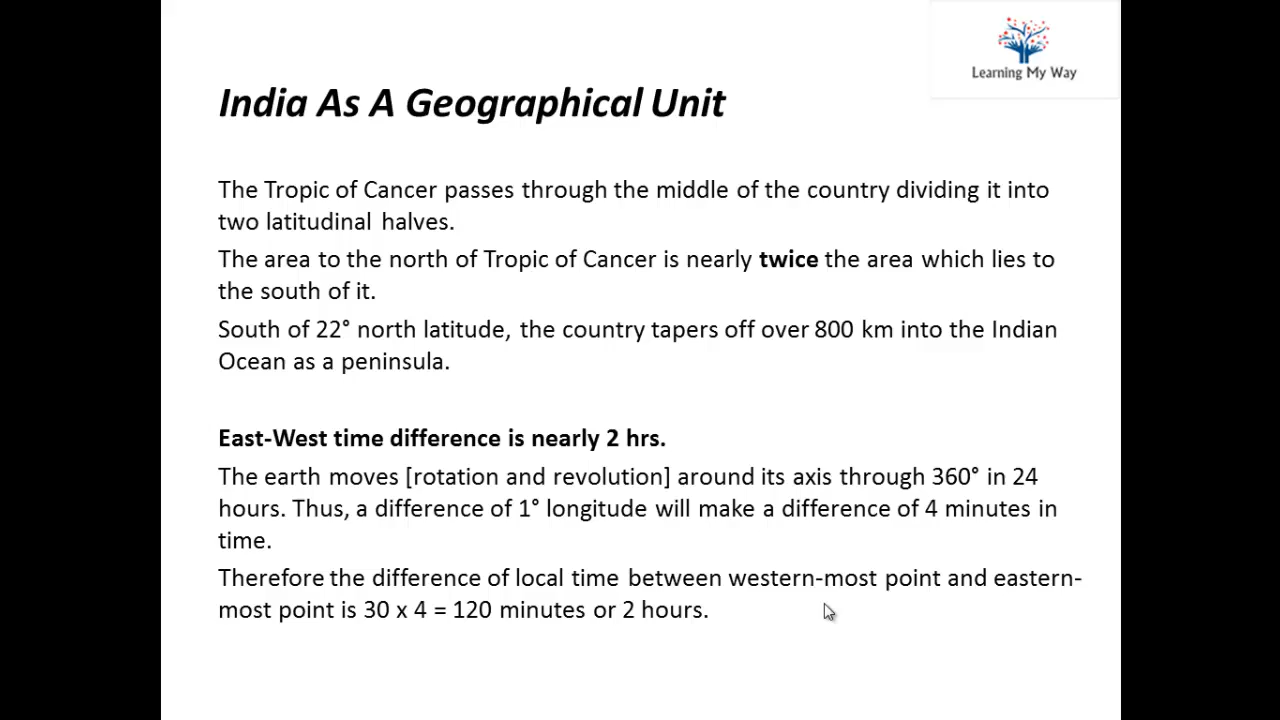 Learning My Way
India As A Geographical Unit
The Tropic of Cancer passes through the middle of the country dividing it into
two latitudinal halves.
The area to the north of Tropic of Cancer is nearly twice the area which lies to
the south of it.
South of 22° north latitude, the country tapers off over 800 km into the Indian
Ocean as a peninsula.
East-West time difference is nearly 2 hrs.
The earth moves [rotation and revolution] around its axis through 360° in 24
hours. Thus, a difference of 1° longitude will make a difference of 4 minutes in
time.
Therefore the difference of local time between western-most point and eastern-
most point is 30 x 4 = 120 minutes or 2 hours.